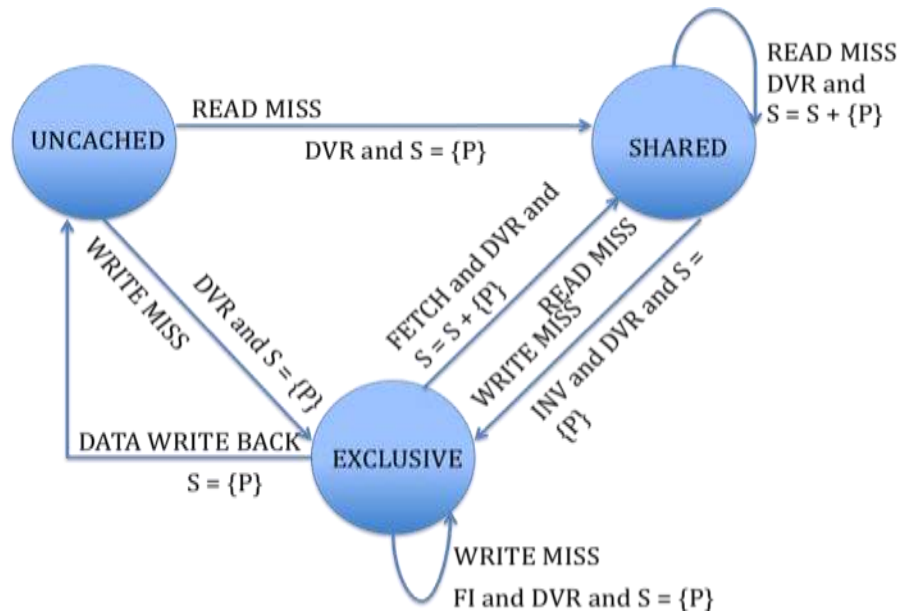 READ MISS
DVR and
S = S + {P}
READ MISS
UNCACHED
DVR and S = {P}
SHARED
WRITE MISS
DVR and S = {P}
FETCH and DVR and
S = S + {P}
READ MISS
WRITE MISS
INV and DVR and S =
{P}
DATA WRITE BACK
S = {P}
EXCLUSIVE
WRITE MISS
FI and DVR and S = {P}